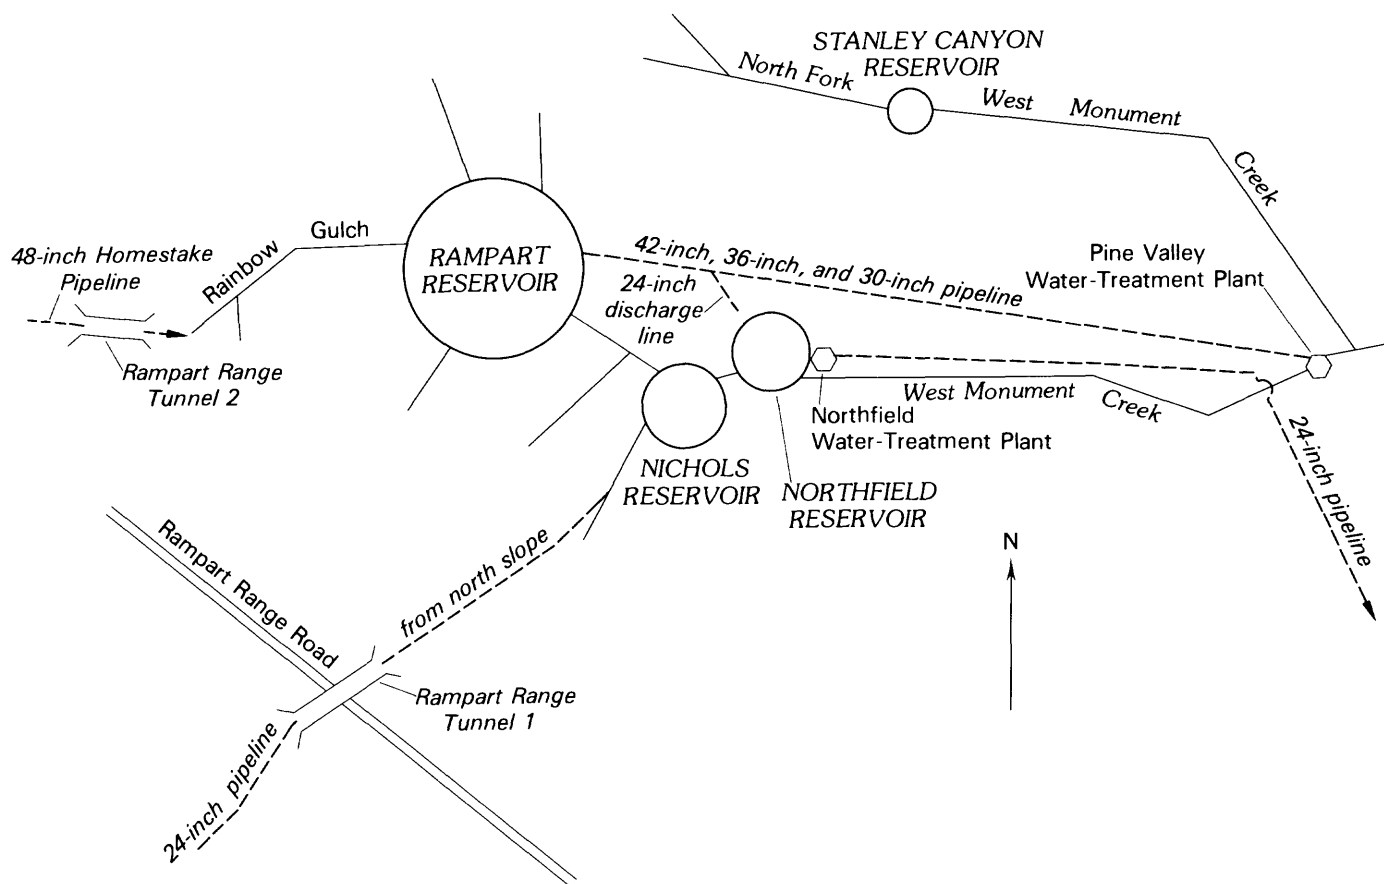 STANLEY CANYON
RESERVOIR
North Fork
West Monument
Creek
Rainbow
Gulch
48-inch Homestake
Pipeline
Rampart Range
Tunnel 2
RAMPART
RESERVOIR
42-inch, 36-inch, and 30-inch pipeline
24-inch
discharge
line
Pine Valley
Water-Treatment Plant
West Monument
Creek
Northfield
Water-Treatment Plant
NICHOLS
RESERVOIR
NORTHFIELD
RESERVOIR
24-inch pipeline
N
from north slope
Rampart Range Road
Rampart Range
Tunnel 1
24-inch pipeline